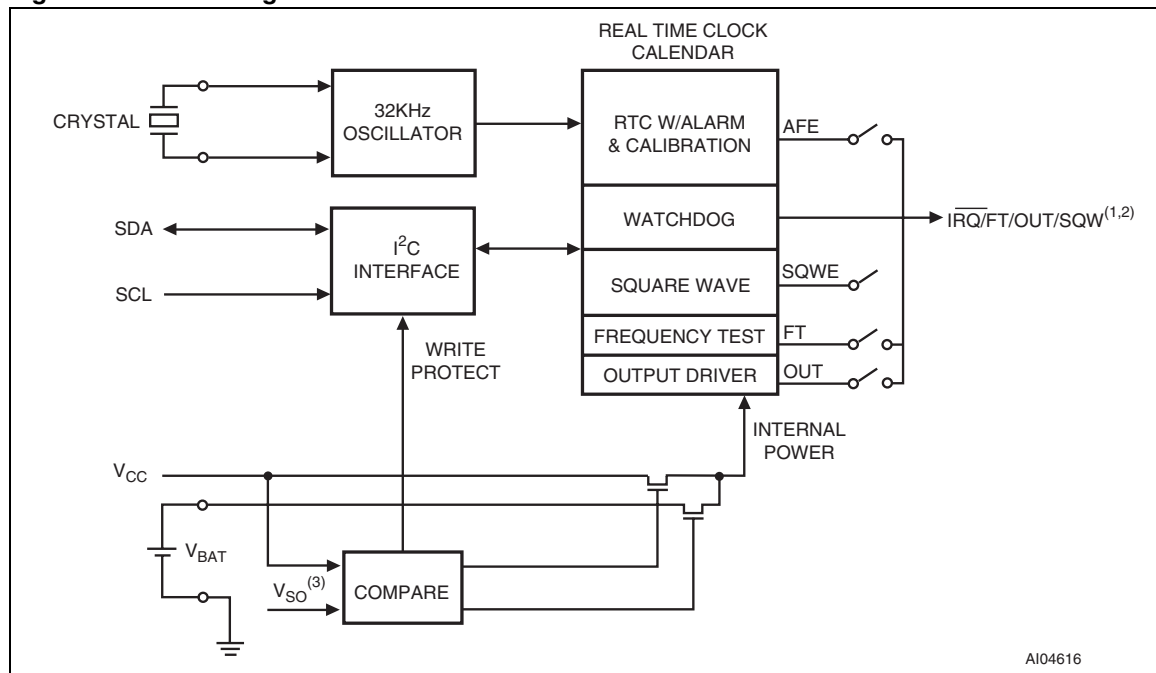 REAL TIME CLOCK
CALENDAR
CRYSTAL
32KHz
OSCILLATOR
RTC W/ALARM
& CALIBRATION
AFE
SDA
SCL
I²C
INTERFACE
WATCHDOG
IRQ/FT/OUT/SQW(1,2)
SQUARE WAVE
SQWE
FREQUENCY TEST
FT
OUTPUT DRIVER
OUT
WRITE
PROTECT
INTERNAL
POWER
VCC
VBAT
VSO(3)
COMPARE
AI04616